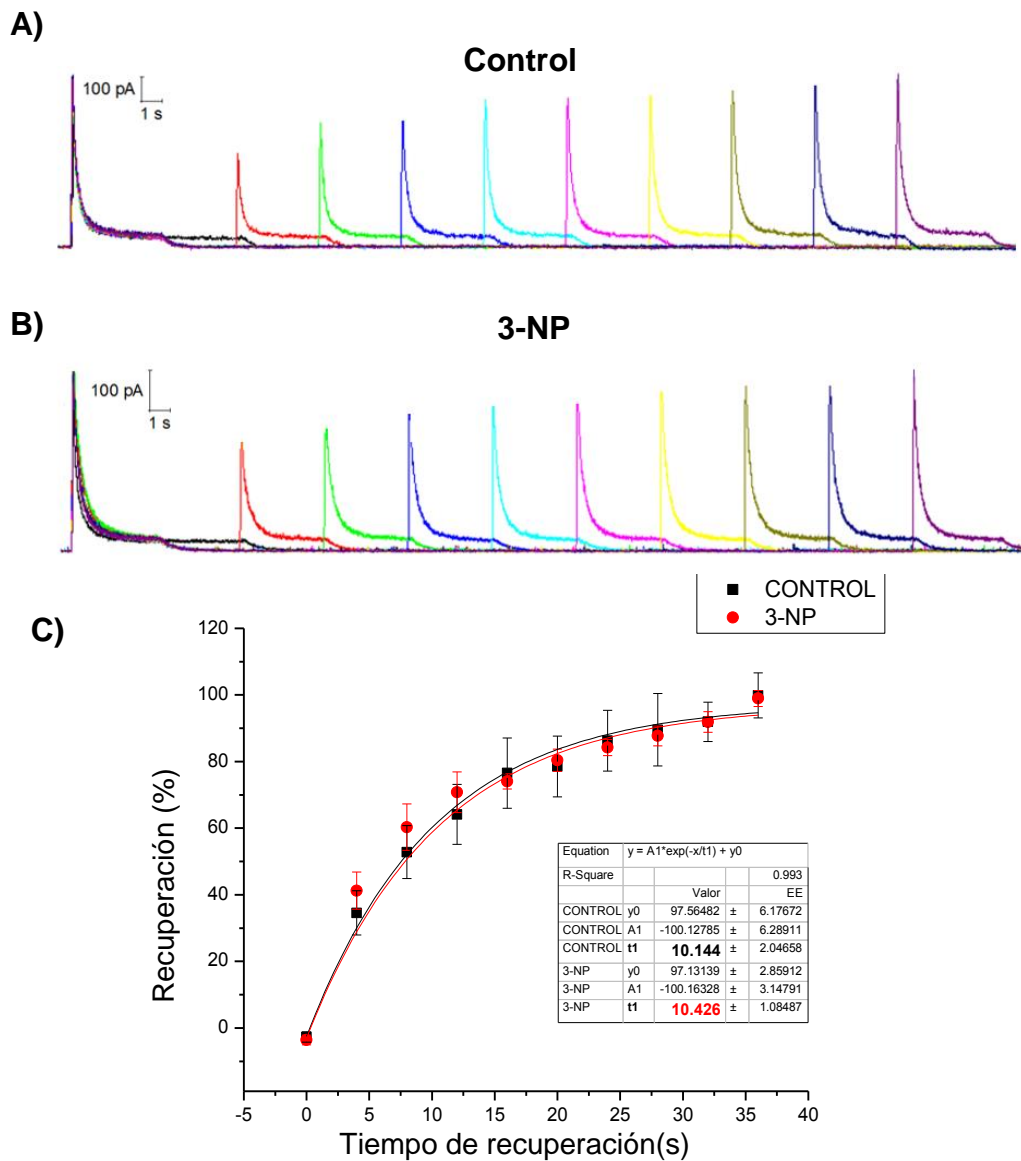 A)
Control
100 pA
1 s
B)
3-NP
100 pA
1 s
CONTROL
3-NP
C)
120
100
80
60
40
20
0
Recuperación (%)
-5 0 5 10 15 20 25 30 35 40
Tiempo de recuperación(s)
Equation y = A1*exp(-x/t1) + y0
R-Square 0.993
Valor EE
CONTROL y0 97.56482 ± 6.17672
CONTROL A1 -100.12785 ± 6.28911
CONTROL t1 10.144 ± 2.04658
3-NP y0 97.13139 ± 2.85912
3-NP A1 -100.16328 ± 3.14791
3-NP t1 10.426 ± 1.08487